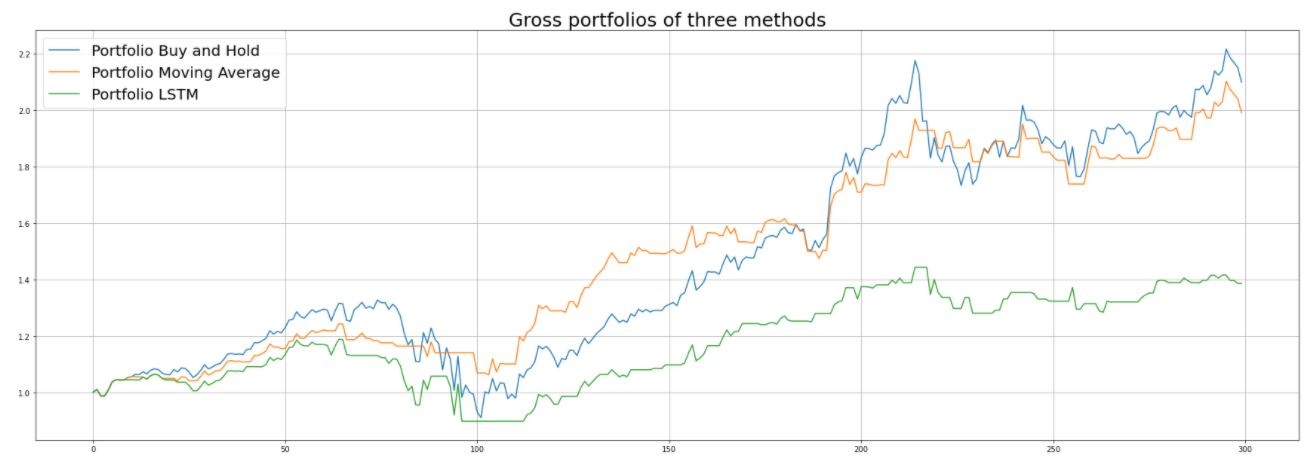 Gross portfolios of three methods
Portfolio Buy and Hold
Portfolio Moving Average
Portfolio LSTM
2.2
2.0
1.8
1.6
1.4
1.2
1.0
0 50 100 150 200 250 300